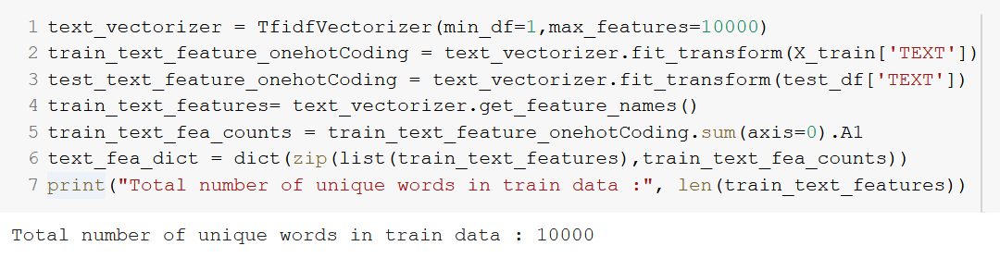 1 text_vectorizer = TfidfVectorizer(min_df=1,max_features=10000)
2 train_text_feature_onehotCoding = text_vectorizer.fit_transform(X_train['TEXT'])
3 test_text_feature_onehotCoding = text_vectorizer.fit_transform(test_df['TEXT'])
4 train_text_features= text_vectorizer.get_feature_names()
5 train_text_fea_counts = train_text_feature_onehotCoding.sum(axis=0).A1
6 text_fea_dict = dict(zip(list(train_text_features),train_text_fea_counts))
7 print("Total number of unique words in train data :", len(train_text_features))
Total number of unique words in train data : 10000